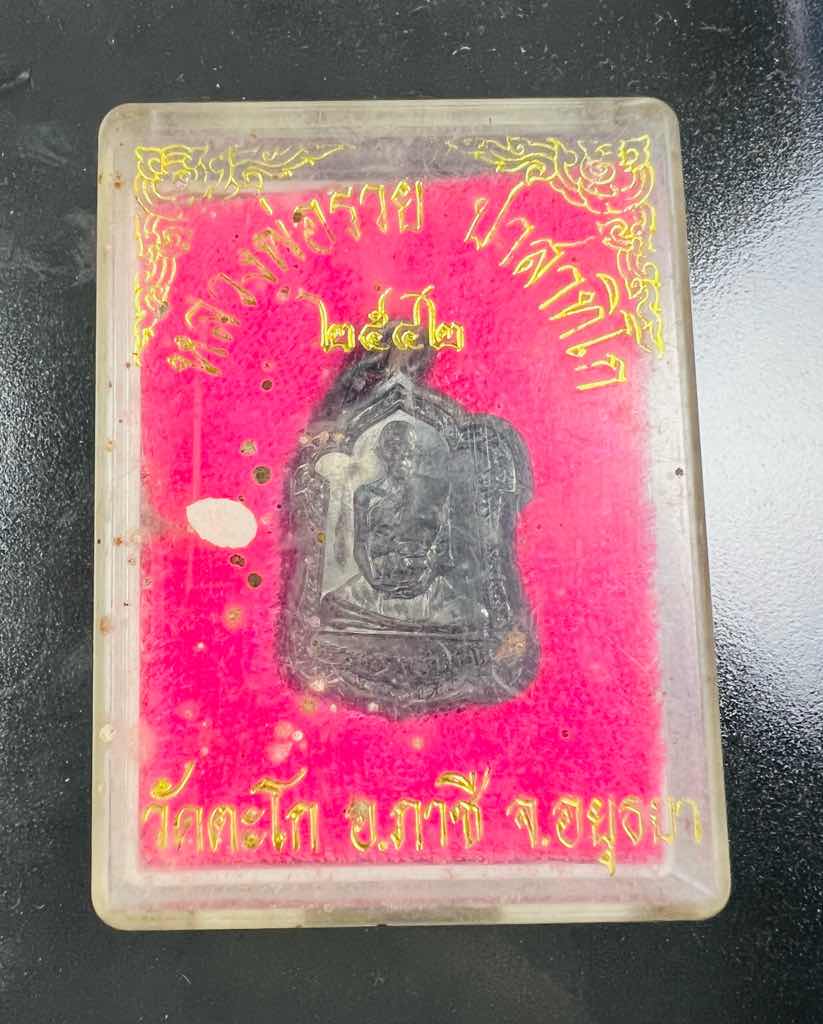 หลวงพ่อรวย ปาสาทิโก
๒๕๔๒
วัดตะโก อ.ภาชี จ.อยุธยา